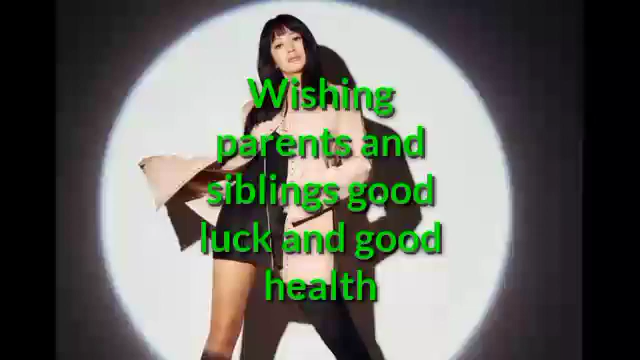 Wishing
parents and
siblings good
luck and good
health